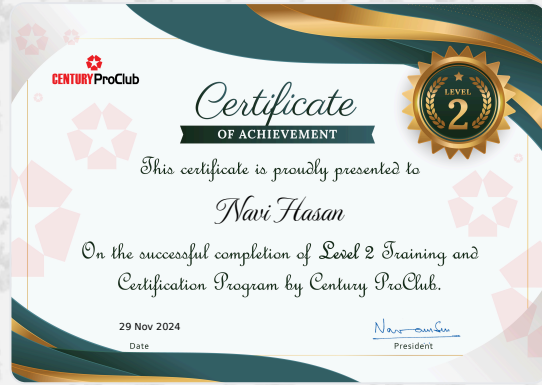 CENTURY ProClub
Certificate
OF ACHIEVEMENT
LEVEL
2
This certificate is proudly presented to
Navi Hasan
On the successful completion of Level 2 Training and
Certification Program by Century ProClub.
29 Nov 2024
Date
President